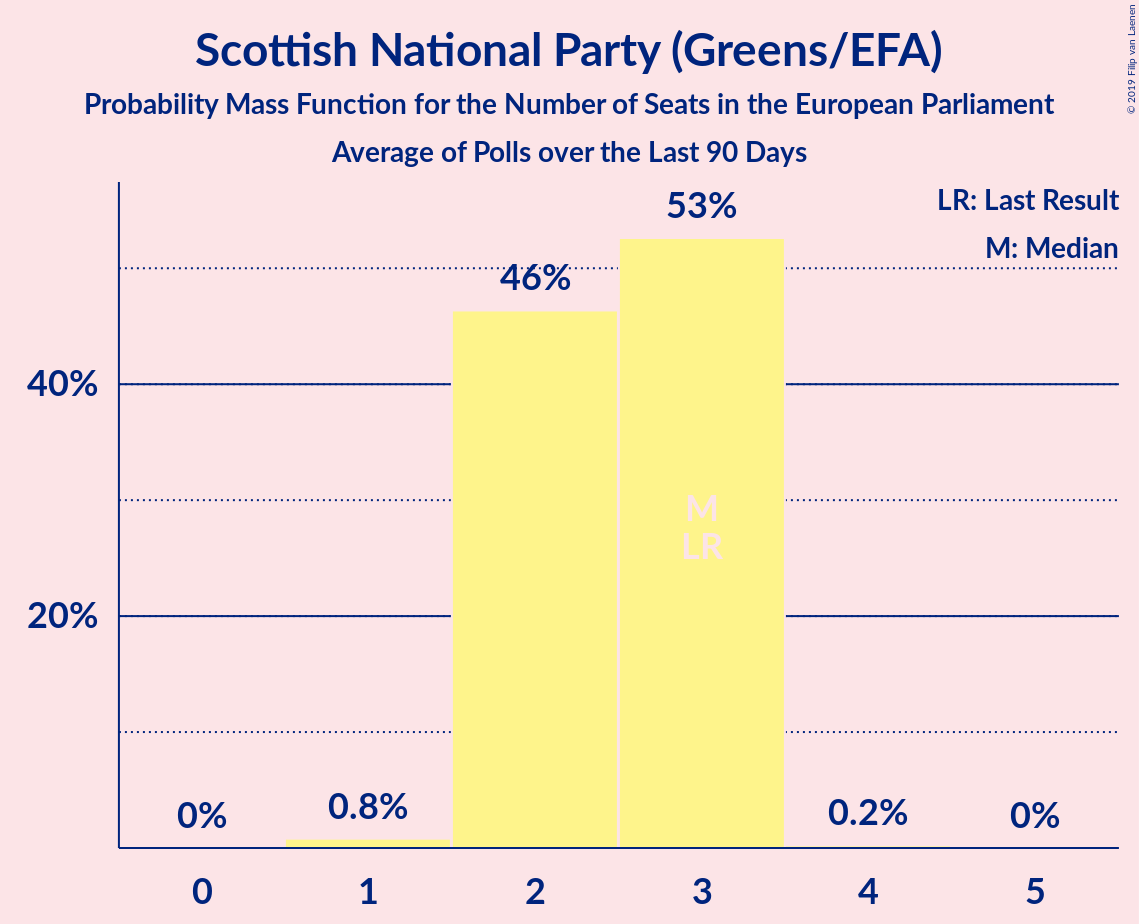 Scottish National Party (Greens/EFA)
Probability Mass Function for the Number of Seats in the European Parliament
Average of Polls over the Last 90 Days
© 2019 Filip van Laenen
LR: Last Result
M: Median
53%
46%
40%
M
LR
20%
0%
0.8%
0.2%
0%
0
1
2
3
4
5